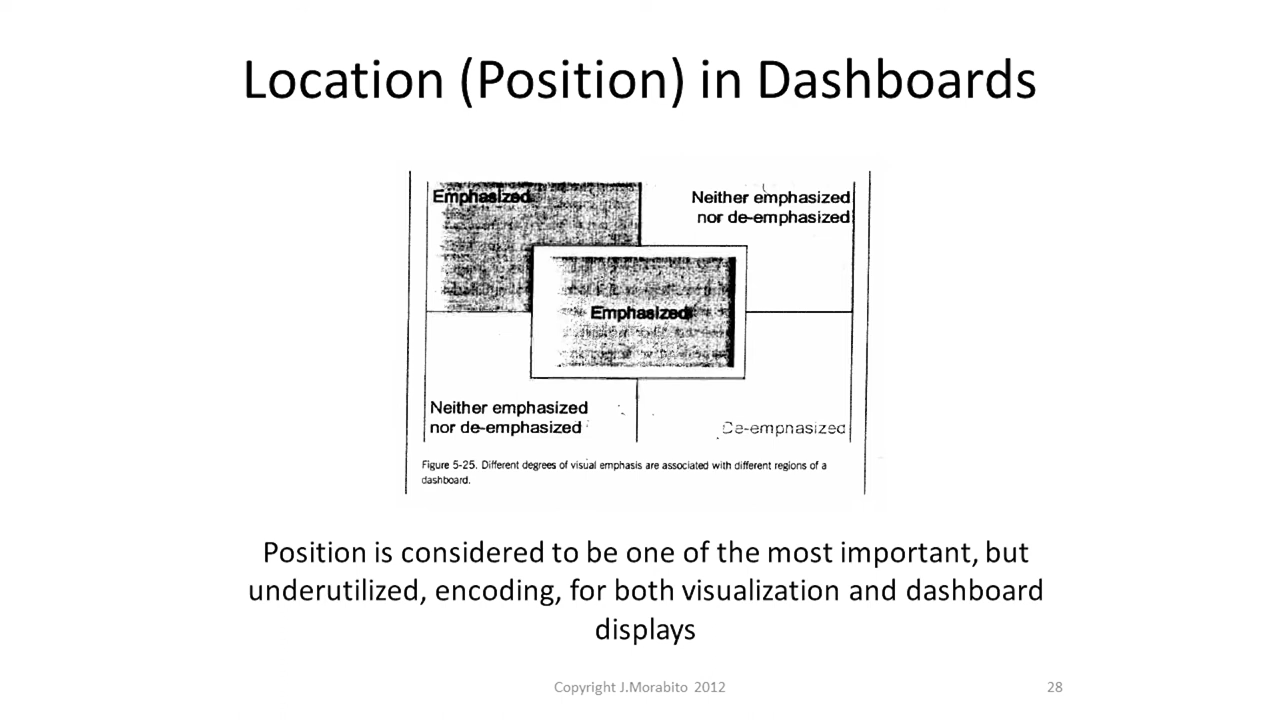 Location (Position) in Dashboards
Emphasized
Neither emphasized
nor de-emphasized
Emphasized
Neither emphasized
nor de-emphasized
De-emphasized
Figure 5-25. Different degrees of visual emphasis are associated with different regions of a
dashboard.
Position is considered to be one of the most important, but
underutilized, encoding, for both visualization and dashboard
displays
Copyright J.Morabito 2012
28